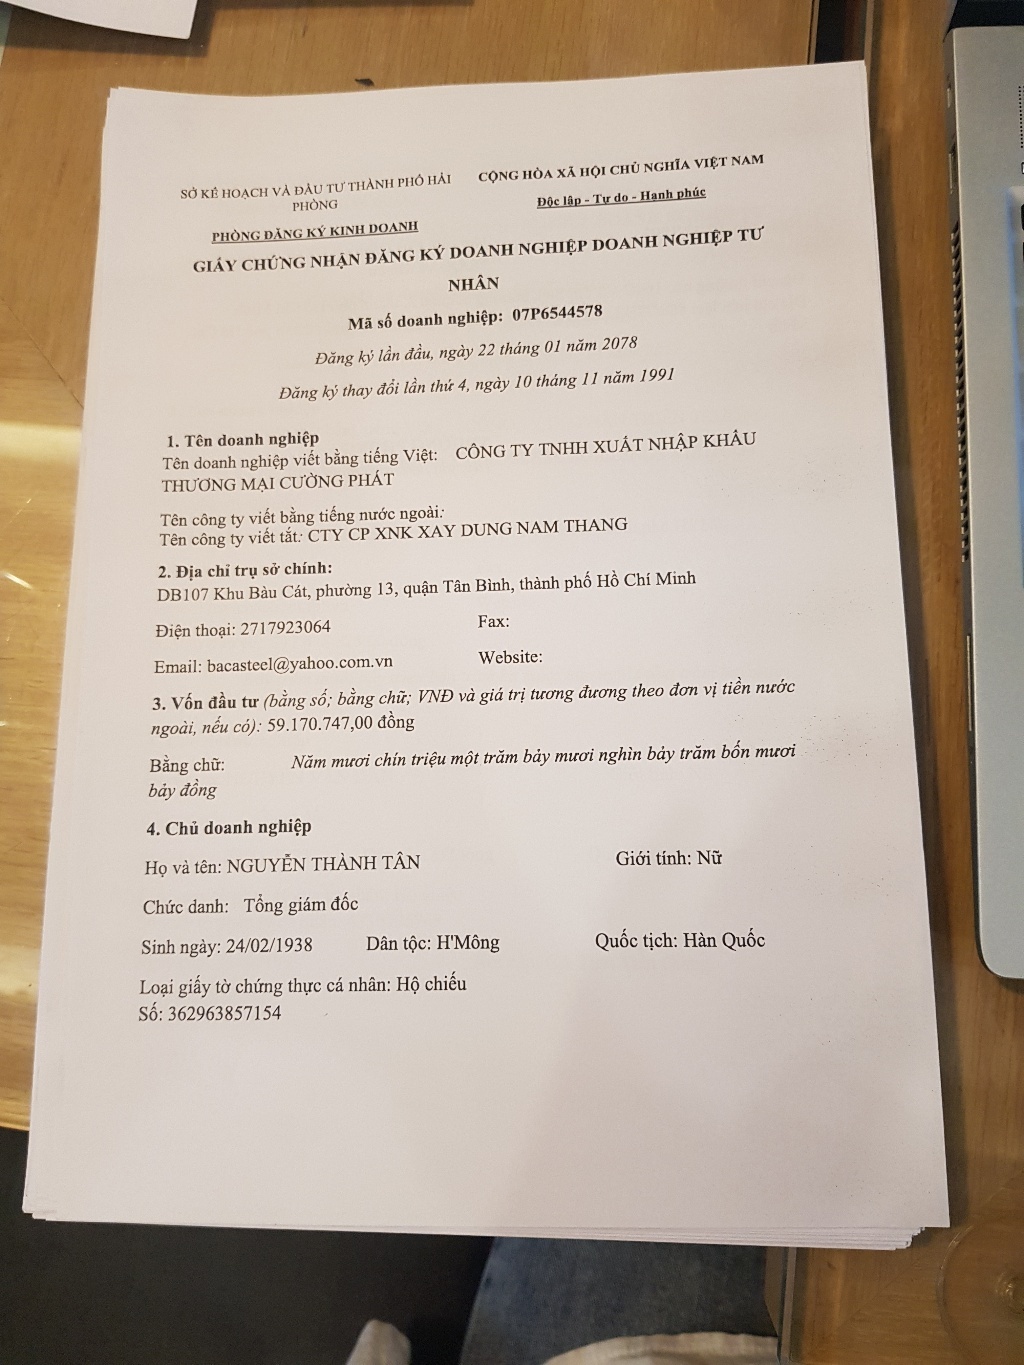 SỞ KẾ HOẠCH VÀ ĐẦU TƯ THÀNH PHỐ HẢI
PHÒNG
PHÒNG ĐĂNG KÝ KINH DOANH
CỘNG HÒA XÃ HỘI CHỦ NGHĨA VIỆT NAM
Độc lập - Tự do - Hạnh phúc
GIẤY CHỨNG NHẬN ĐĂNG KÝ DOANH NGHIỆP DOANH NGHIỆP TƯ
NHÂN
Mã số doanh nghiệp: 07P6544578
Đăng ký lần đầu, ngày 22 tháng 01 năm 2078
Đăng ký thay đổi lần thứ 4, ngày 10 tháng 11 năm 1991
1. Tên doanh nghiệp
Tên doanh nghiệp viết bằng tiếng Việt: CÔNG TY TNHH XUẤT NHẬP KHẨU
THƯƠNG MẠI CƯỜNG PHÁT
Tên công ty viết bằng tiếng nước ngoài:
Tên công ty viết tắt: CTY CP XNK XAY DUNG NAM THANG
2. Địa chỉ trụ sở chính:
DB107 Khu Bàu Cát, phường 13, quận Tân Bình, thành phố Hồ Chí Minh
Điện thoại: 2717923064 Fax:
Email: bacasteel@yahoo.com.vn Website:
3. Vốn đầu tư (bằng số; bằng chữ; VNĐ và giá trị tương đương theo đơn vị tiền nước
ngoài, nếu có): 59.170.747,00 đồng
Bằng chữ: Năm mươi chín triệu một trăm bảy mươi nghìn bảy trăm bốn mươi
bảy đồng
4. Chủ doanh nghiệp
Họ và tên: NGUYỄN THÀNH TÂN Giới tính: Nữ
Chức danh: Tổng giám đốc
Sinh ngày: 24/02/1938 Dân tộc: H'Mông Quốc tịch: Hàn Quốc
Loại giấy tờ chứng thực cá nhân: Hộ chiếu
Số: 362963857154